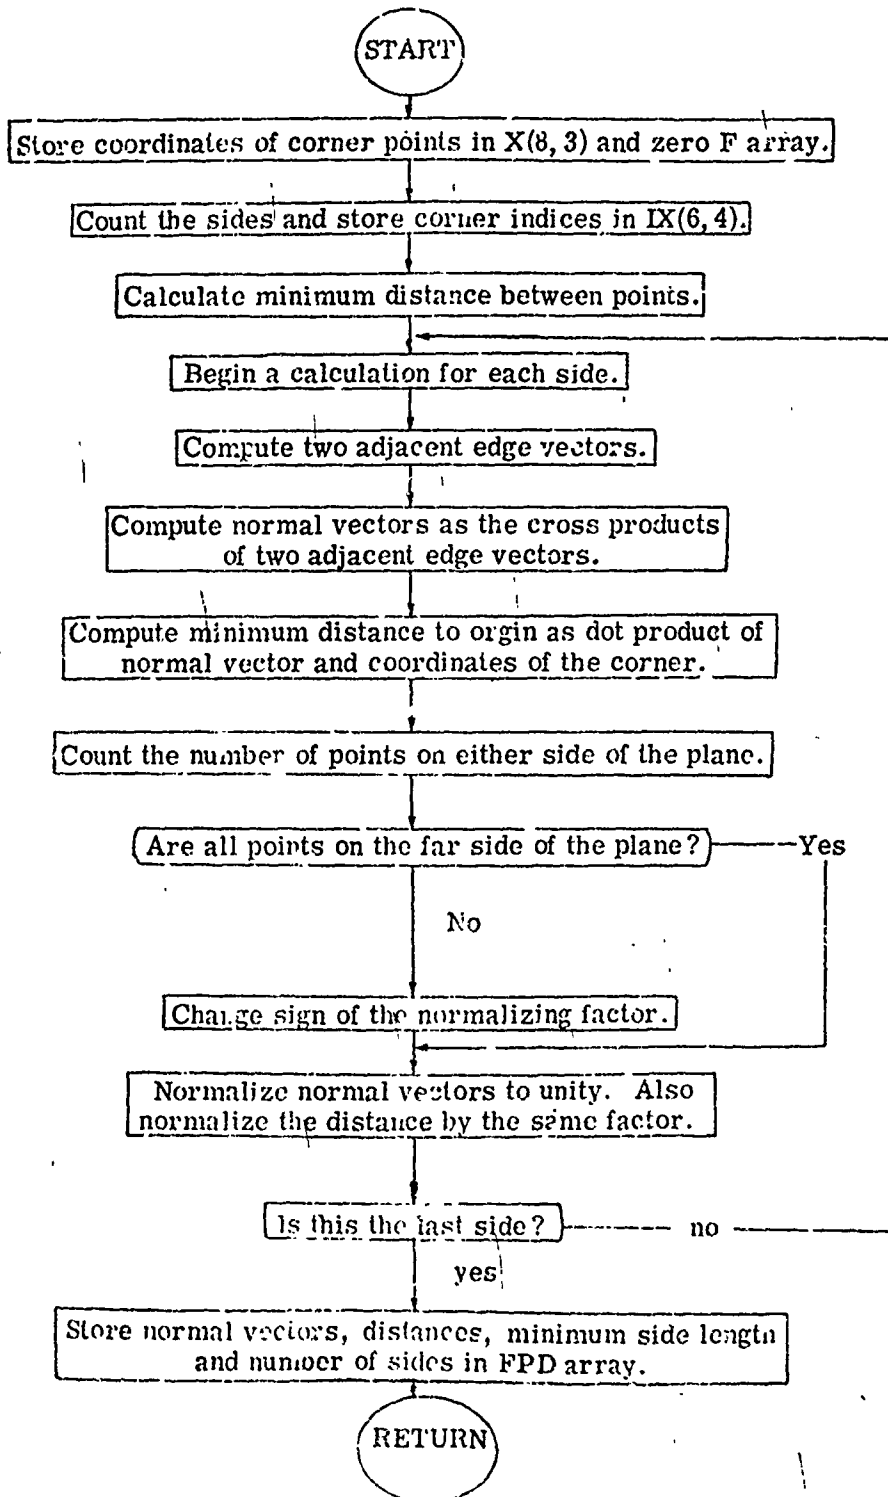 START
Store coordinates of corner points in X(8, 3) and zero F array.
Count the sides and store corner indices in IX(6, 4).
Calculate minimum distance between points.
Begin a calculation for each side.
Compute two adjacent edge vectors.
Compute normal vectors as the cross products
of two adjacent edge vectors.
Compute minimum distance to orgin as dot product of
normal vector and coordinates of the corner.
Count the number of points on either side of the plane.
Are all points on the far side of the plane?
Yes
No
Change sign of the normalizing factor.
Normalize normal vectors to unity. Also
normalize the distance by the same factor.
Is this the last side?
no
yes
Store normal vectors, distances, minimum side length
and number of sides in FPD array.
RETURN